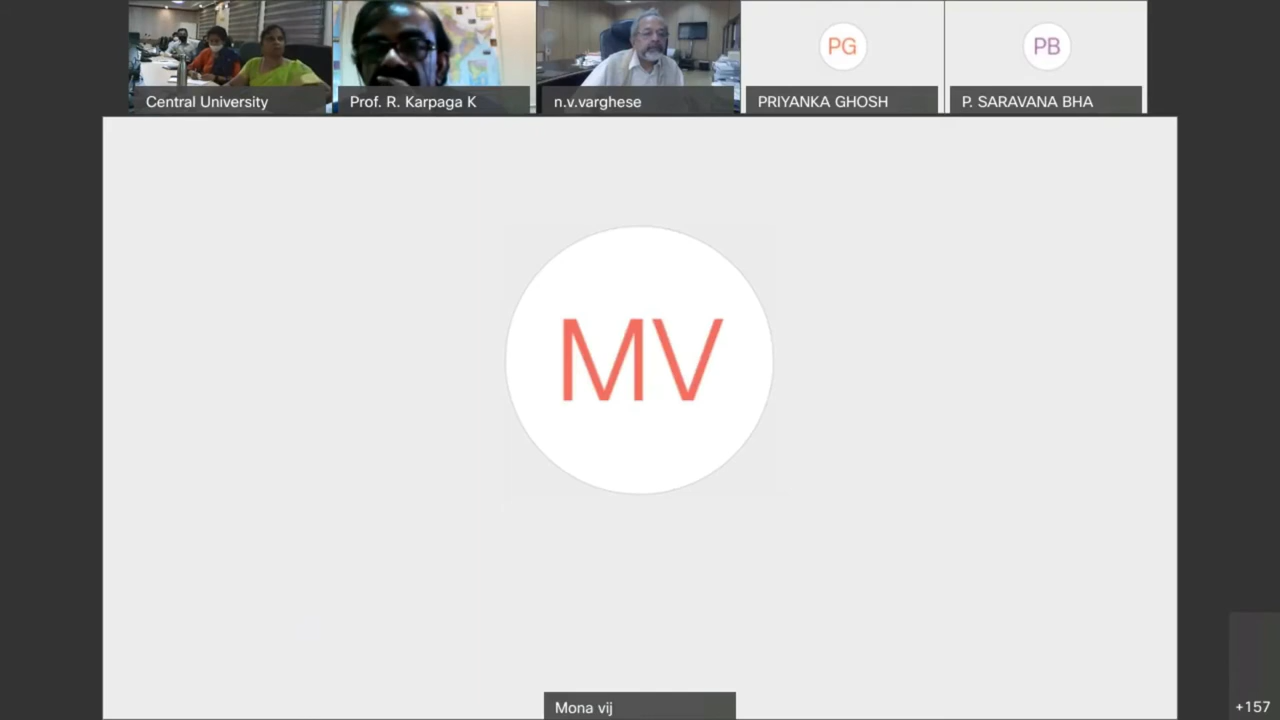 PG
PB
Central University
Prof. R. Karpaga K
n.v.varghese
PRIYANKA GHOSH
P. SARAVANA BHA
MV
Mona vij
+157